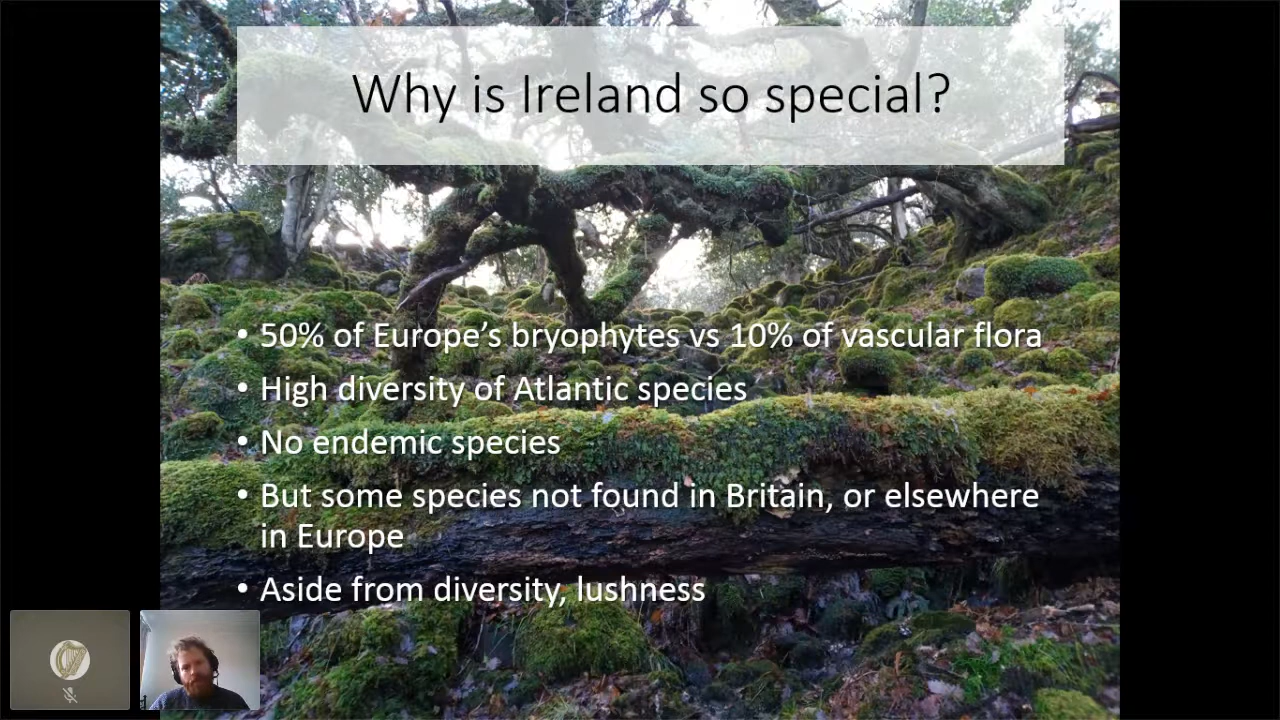 Why is Ireland so special?
• 50% of Europe’s bryophytes vs 10% of vascular flora
• High diversity of Atlantic species
• No endemic species
• But some species not found in Britain, or elsewhere
in Europe
• Aside from diversity, lushness